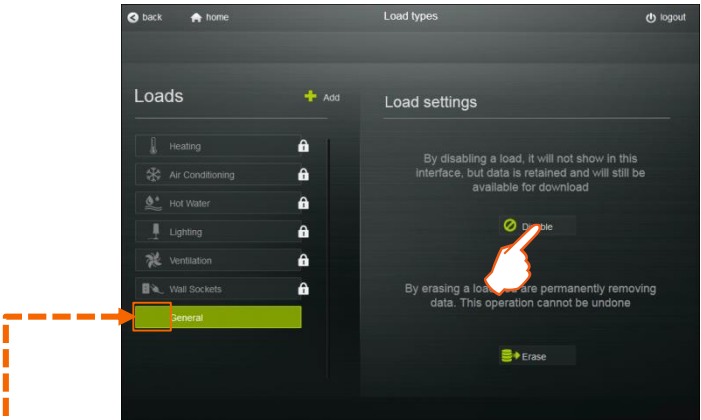 back
home
Load types
logout
Loads
Add
Load settings
Heating
Air Conditioning
Hot Water
Lighting
Ventilation
Wall Sockets
General
By disabling a load, it will not show in this
interface, but data is retained and will still be
available for download
By erasing a are permanently removing
data. This operation cannot be undone
Erase